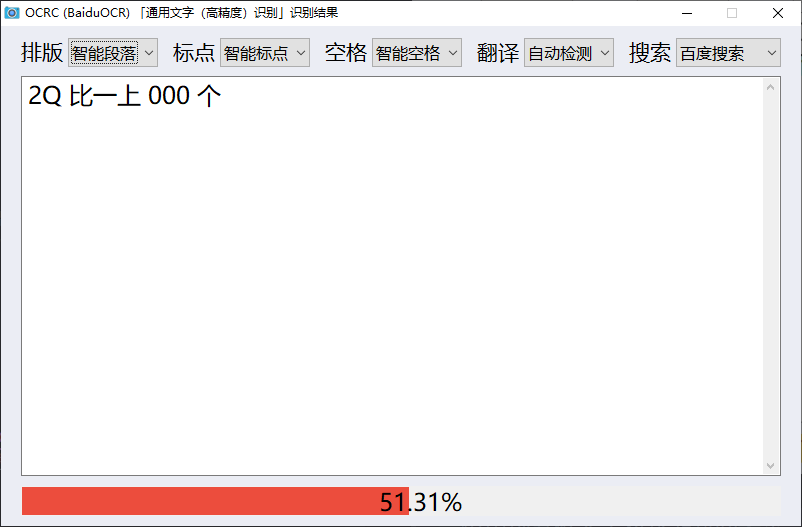 OCRC (BaiduOCR) 「通用文字（高精度）识别」识别结果
排版 智能段落 标点 智能标点 空格 智能空格 翻译 自动检测 搜索 百度搜索
2Q 比一上 000 个
51.31%